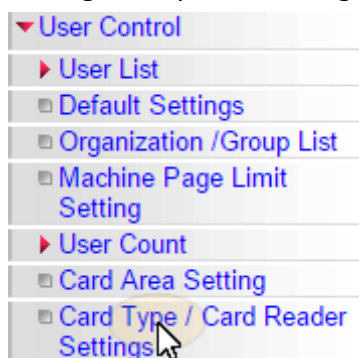 User Control
User List
Default Settings
Organization /Group List
Machine Page Limit
Setting
User Count
Card Area Setting
Card Type / Card Reader
Settings